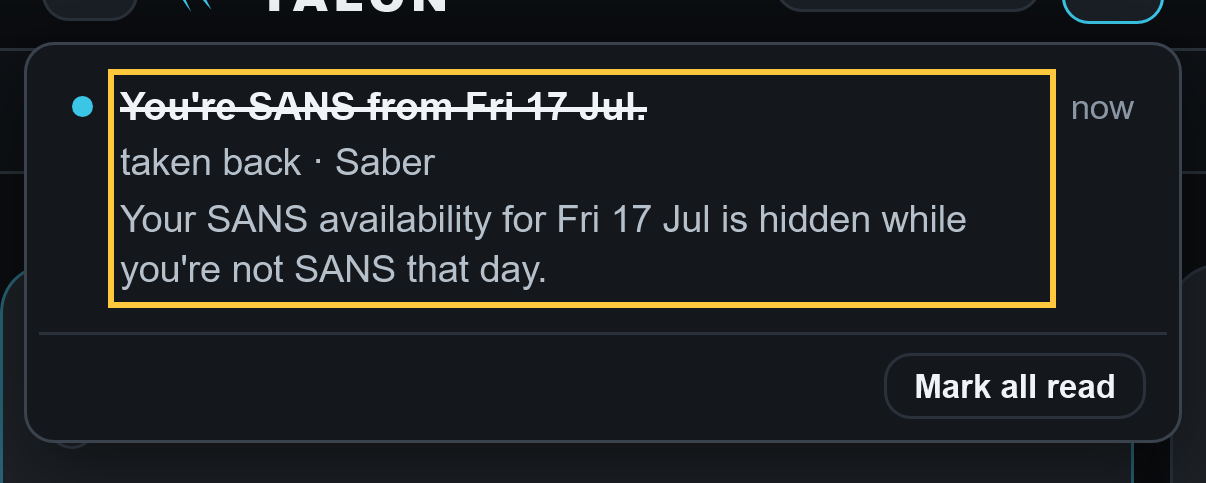 TALON
You're SANS from Fri 17 Jul.
now
taken back · Saber
Your SANS availability for Fri 17 Jul is hidden while
you're not SANS that day.
Mark all read